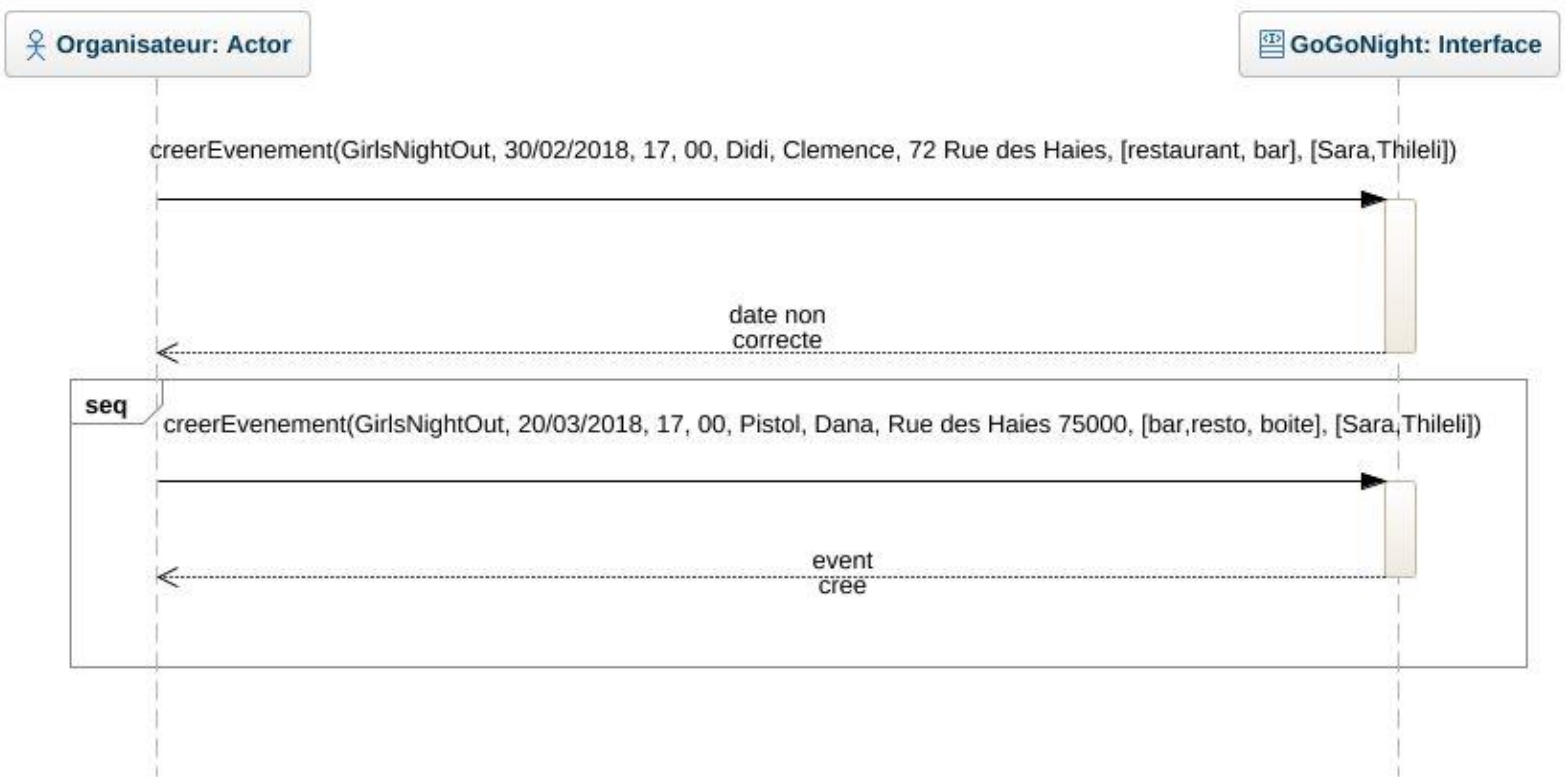 Organisateur: Actor
GoGoNight: Interface
creerEvenement(GirlsNightOut, 30/02/2018, 17, 00, Didi, Clemence, 72 Rue des Haies, [restaurant, bar], [Sara,Thileli])
date non
correcte
seq
creerEvenement(GirlsNightOut, 20/03/2018, 17, 00, Pistol, Dana, Rue des Haies 75000, [bar,resto, boite], [Sara,Thileli])
event
cree